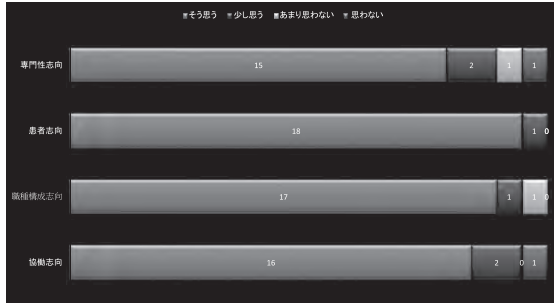 そう思う 少し思う あまり思わない 思わない
専門性志向 15 2 1 1
患者志向 18 1 0
職種構成志向 17 1 1 0
協働志向 16 2 0 1